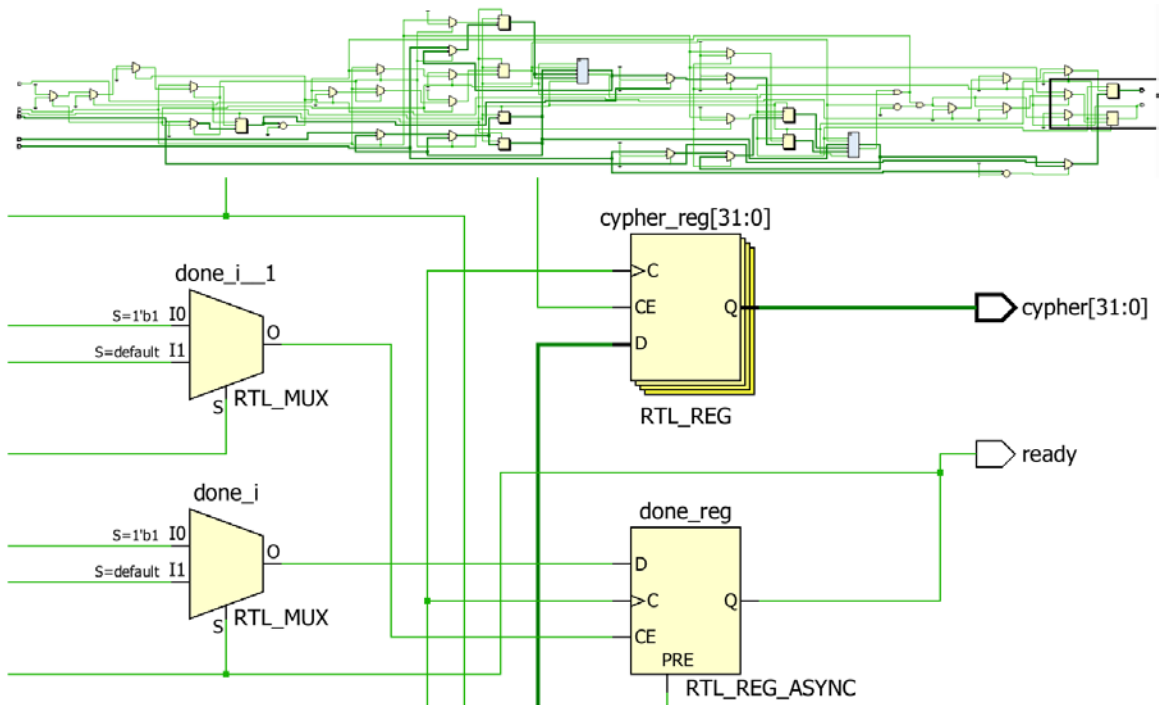 cypher_reg[31:0]
C
CE
D
Q
RTL_REG
cypher[31:0]
done_i__1
S=1'b1 I0
S=default I1
O
S
RTL_MUX
ready
done_i
S=1'b1 I0
S=default I1
O
S
RTL_MUX
done_reg
D
C
CE
Q
PRE
RTL_REG_ASYNC